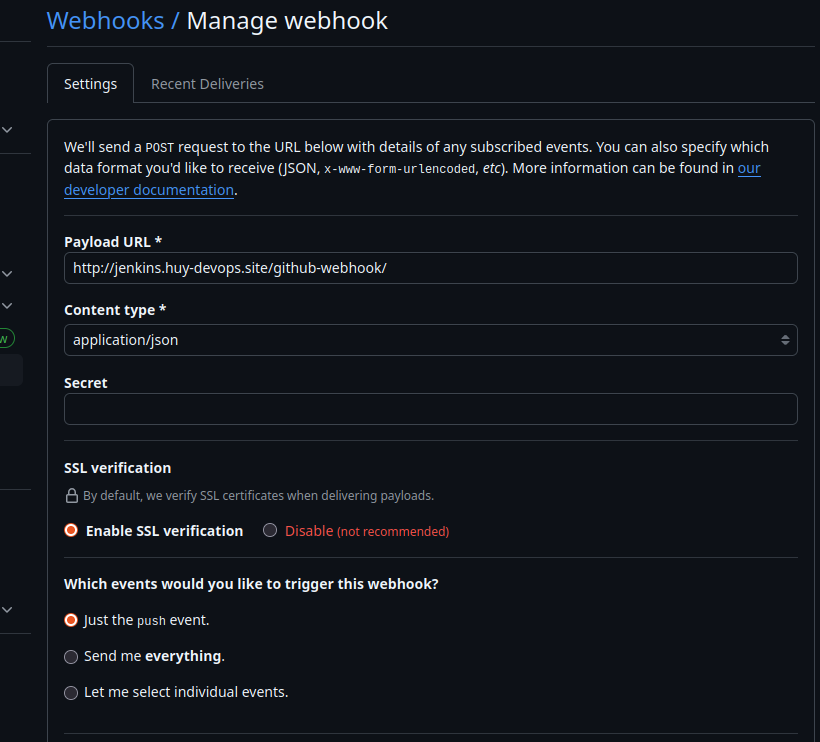 Webhooks / Manage webhook
Settings
Recent Deliveries
We'll send a POST request to the URL below with details of any subscribed events. You can also specify which
data format you'd like to receive (JSON, x-www-form-urlencoded, etc). More information can be found in our
developer documentation.
Payload URL *
http://jenkins.huy-devops.site/github-webhook/
Content type *
application/json
Secret
SSL verification
By default, we verify SSL certificates when delivering payloads.
Enable SSL verification
Disable (not recommended)
Which events would you like to trigger this webhook?
Just the push event.
Send me everything.
Let me select individual events.